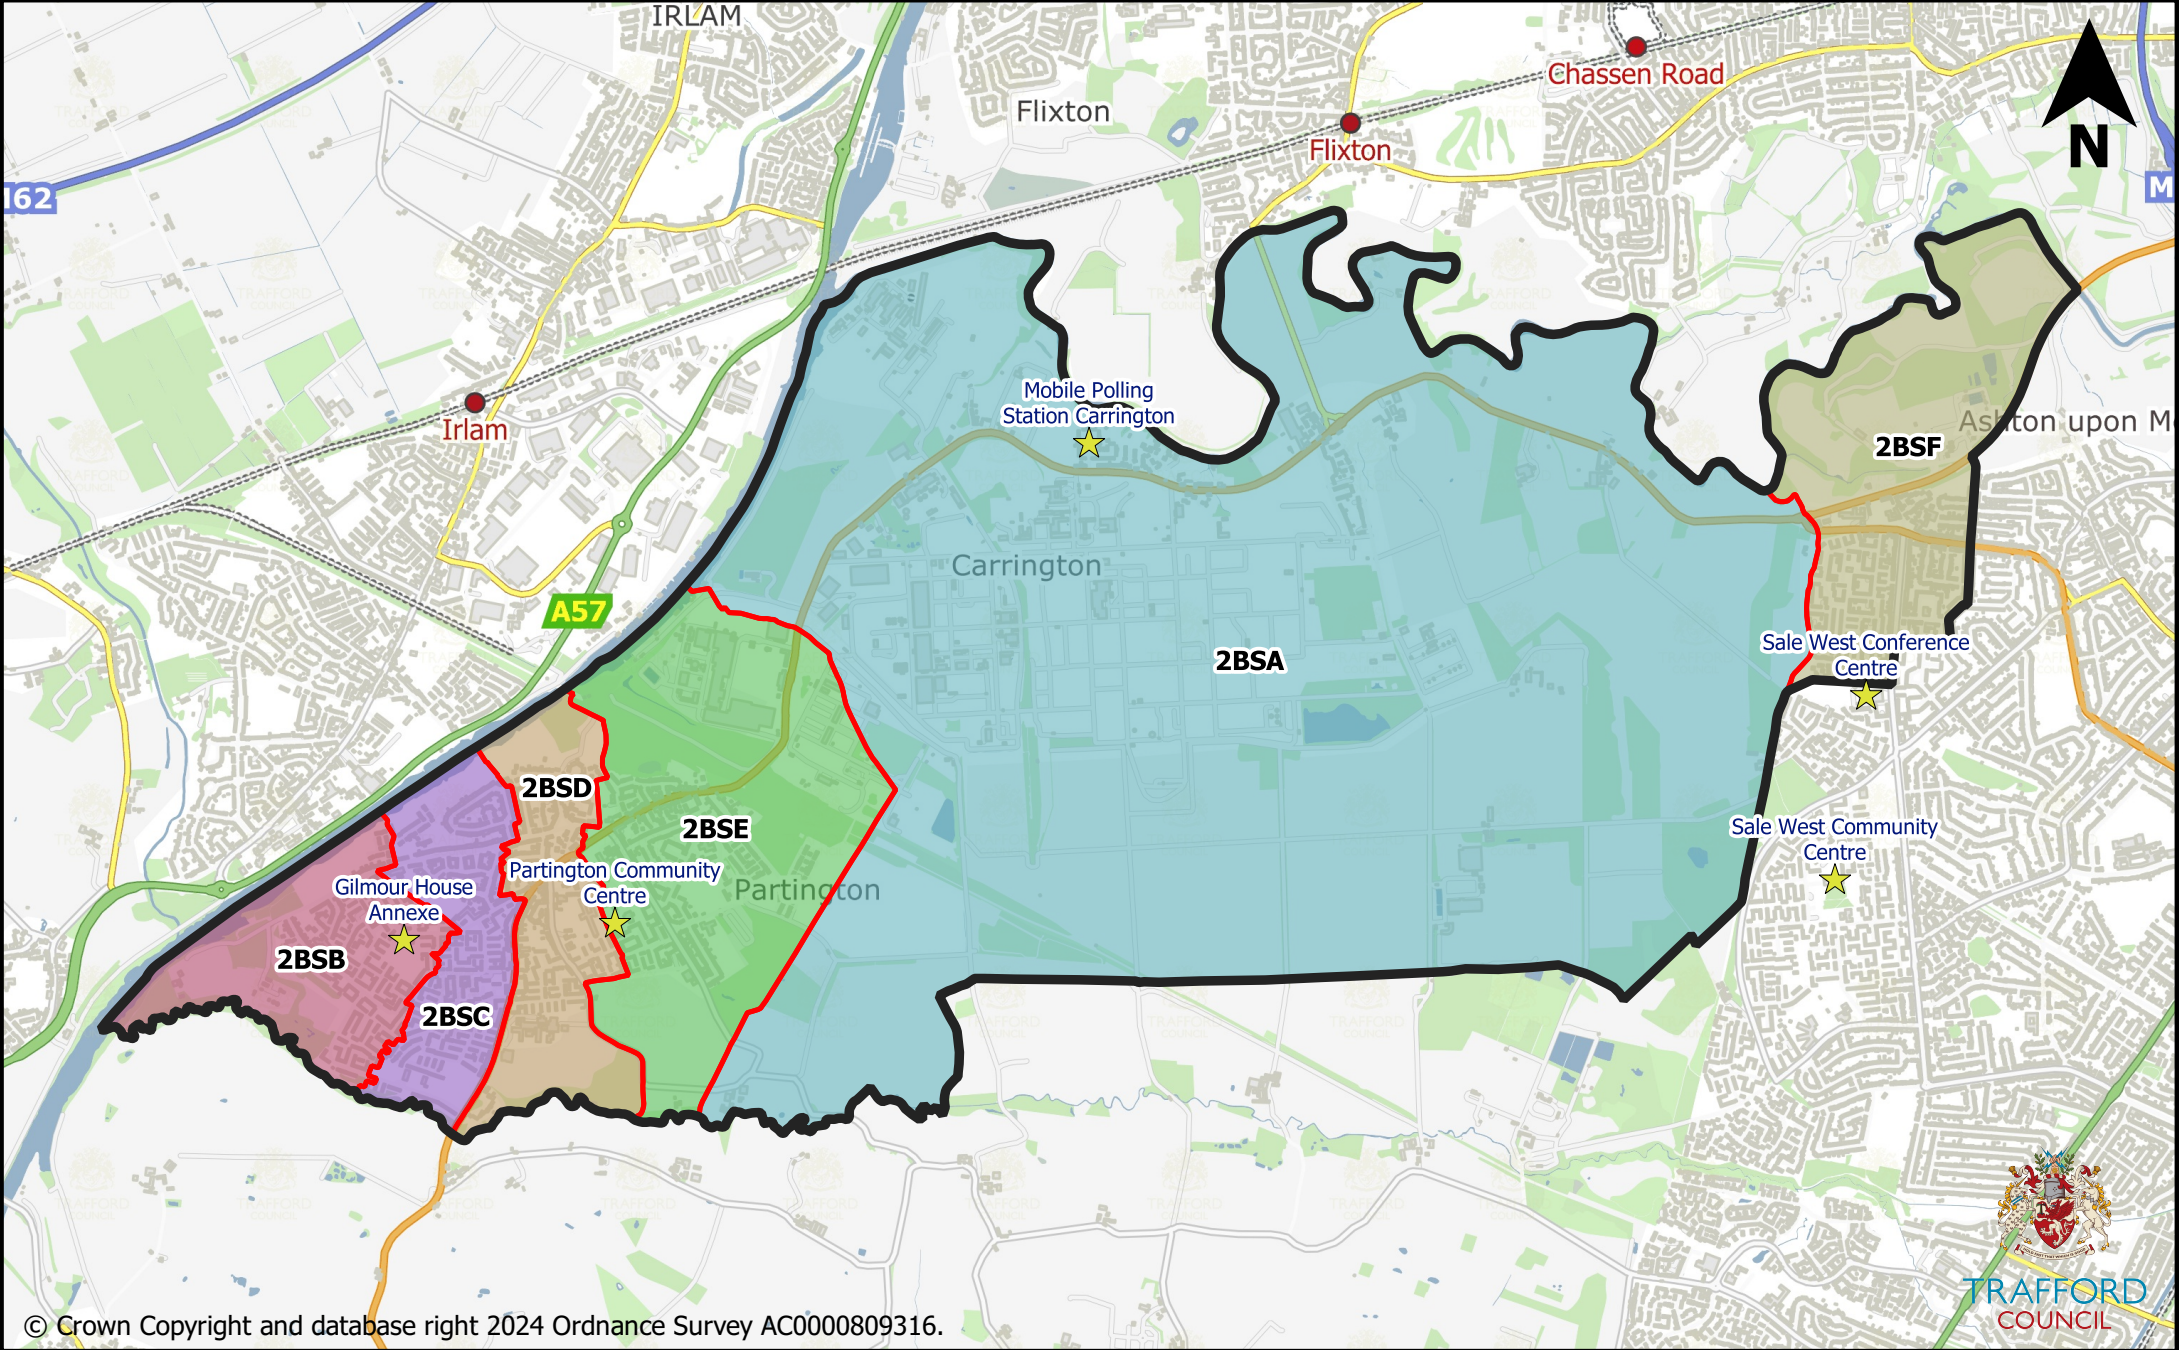 IRLAM
Chassen Road
Flixton
Flixton
N
M62
M
Irlam
Mobile Polling
Station Carrington
Ashton upon M
2BSF
Carrington
A57
2BSA
Sale West Conference
Centre
2BSD
2BSE
Sale West Community
Centre
Partington Community
Centre
Partington
Gilmour House
Annexe
2BSB
2BSC
TRAFFORD
COUNCIL
© Crown Copyright and database right 2024 Ordnance Survey AC0000809316.